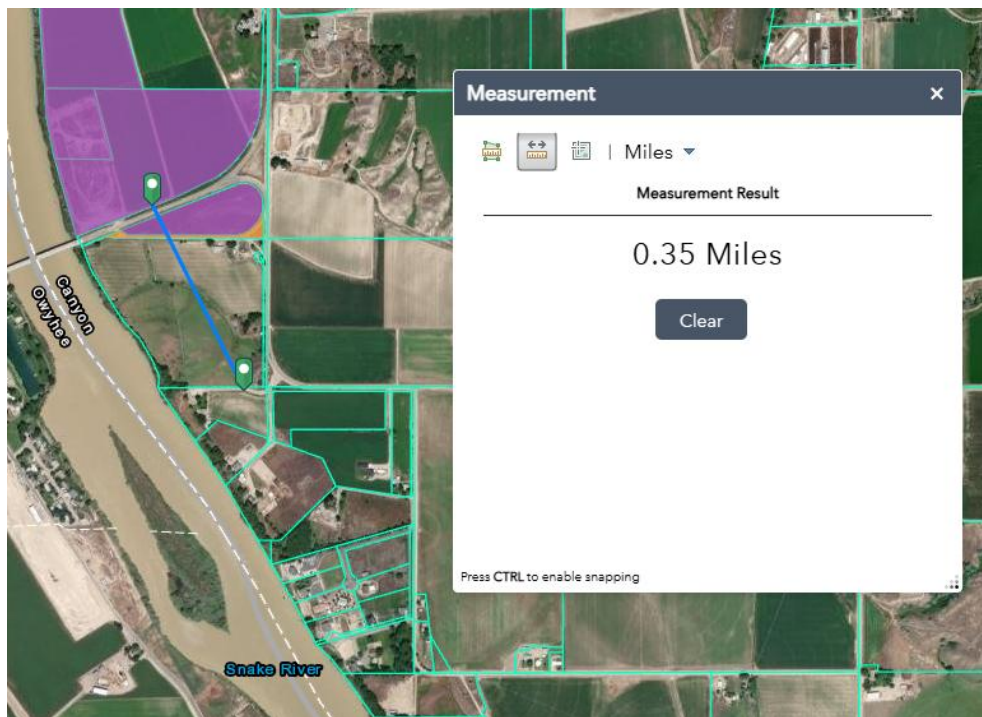 Measurement
Miles
Measurement Result
0.35 Miles
Clear
Press CTRL to enable snapping
Canyon
Owyhee
Snake River